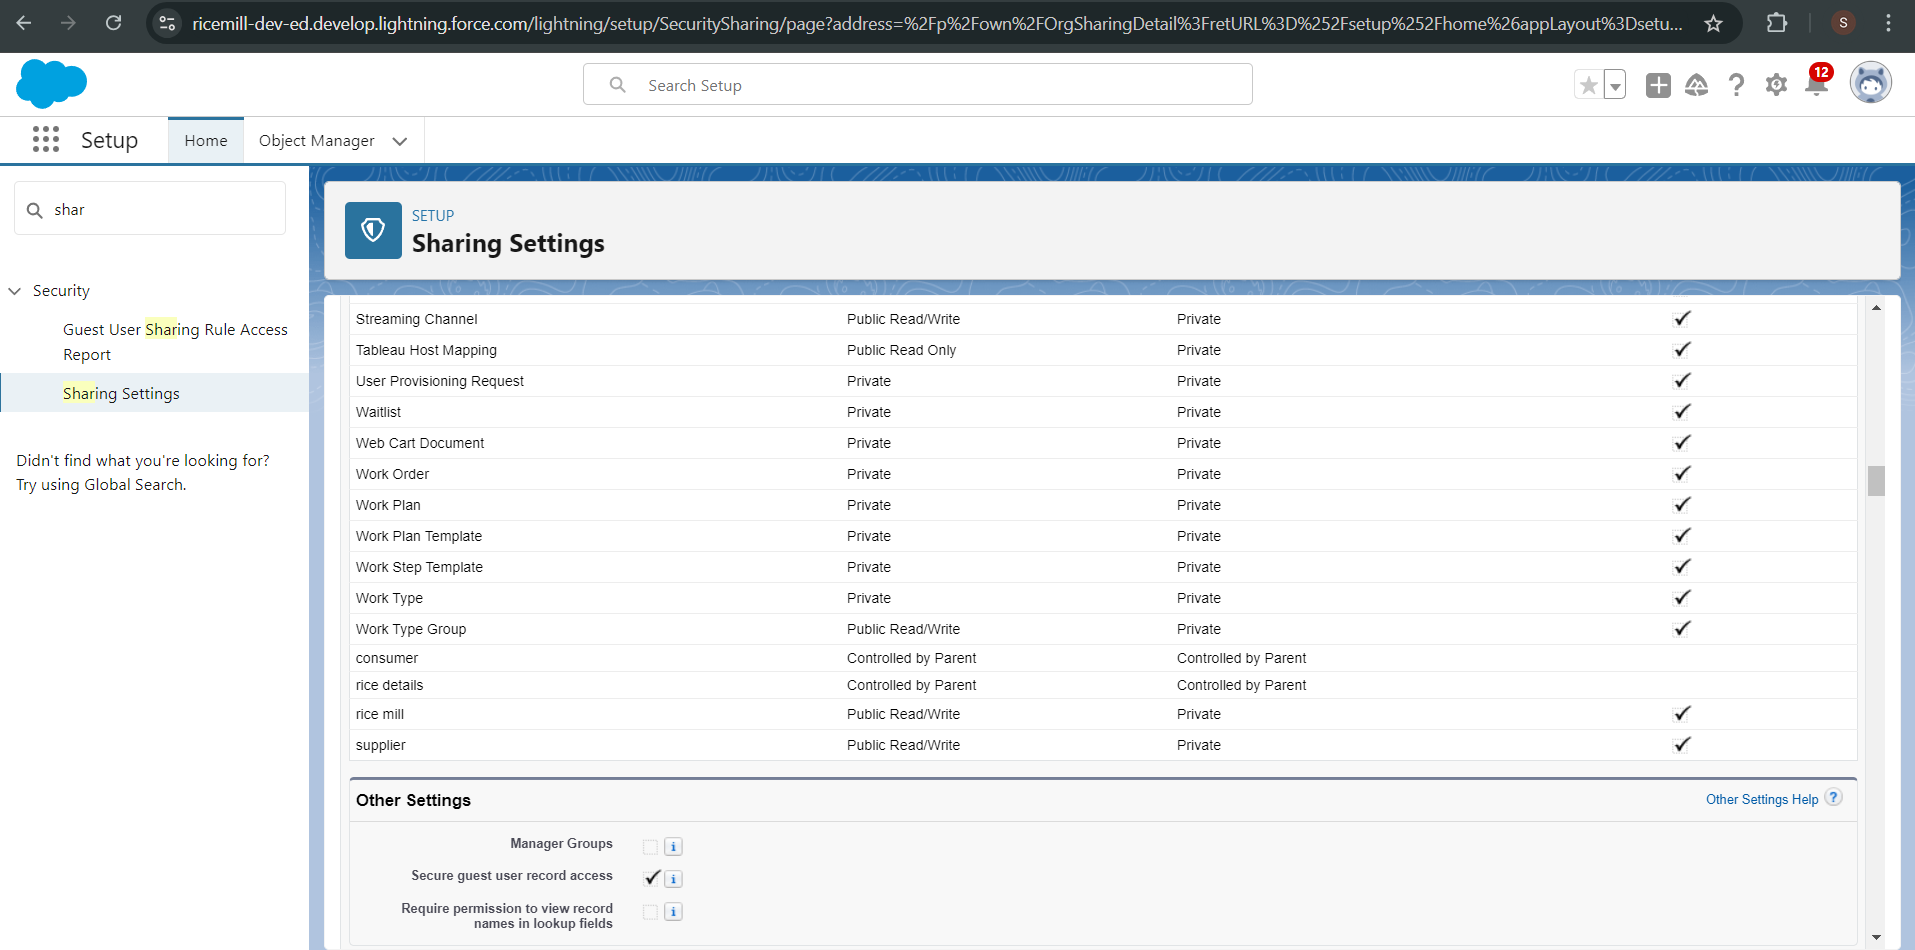 ricemill-dev-ed.develop.lightning.force.com/lightning/setup/SecuritySharing/page?address=%2Fp%2Fown%2FOrgSharingDetail%3FretURL%3D%252Fsetup%252Fhome%26appLayout%3Dsetu...
S
Search Setup
12
Setup
Home
Object Manager
shar
Security
Guest User Sharing Rule Access
Report
Sharing Settings
Didn't find what you're looking for?
Try using Global Search.
SETUP
Sharing Settings
Streaming Channel Public Read/Write Private
Tableau Host Mapping Public Read Only Private
User Provisioning Request Private Private
Waitlist Private Private
Web Cart Document Private Private
Work Order Private Private
Work Plan Private Private
Work Plan Template Private Private
Work Step Template Private Private
Work Type Private Private
Work Type Group Public Read/Write Private
consumer Controlled by Parent Controlled by Parent
rice details Controlled by Parent Controlled by Parent
rice mill Public Read/Write Private
supplier Public Read/Write Private
Other Settings
Other Settings Help ?
Manager Groups i
Secure guest user record access i
Require permission to view record i
names in lookup fields